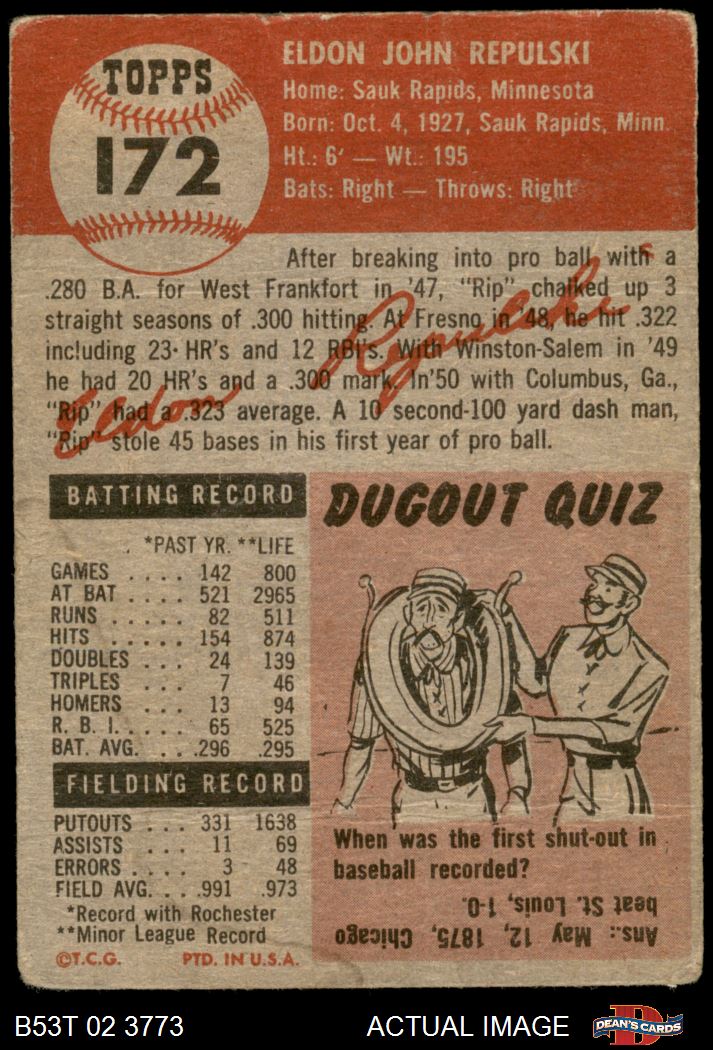 TOPPS
172
ELDON JOHN REPULSKI
Home: Sauk Rapids, Minnesota
Born: Oct. 4, 1927, Sauk Rapids, Minn.
Ht.: 6' — Wt.: 195
Bats: Right — Throws: Right
After breaking into pro ball with a
.280 B.A. for West Frankfort in '47, "Rip" chalked up 3
straight seasons of .300 hitting. At Fresno in '48, he hit .322
including 23 HR's and 12 RBI's. With Winston-Salem in '49
he had 20 HR's and a .300 mark. In '50 with Columbus, Ga.,
"Rip" had a .323 average. A 10 second-100 yard dash man,
"Rip" stole 45 bases in his first year of pro ball.
Eldon Repulski
BATTING RECORD
*PAST YR. **LIFE
GAMES .... 142 800
AT BAT .... 521 2965
RUNS ..... 82 511
HITS ..... 154 874
DOUBLES .... 24 139
TRIPLES ... 7 46
HOMERS ... 13 94
R. B. I. .... 65 525
BAT. AVG. ... .296 .295
FIELDING RECORD
PUTOUTS ... 331 1638
ASSISTS ... 11 69
ERRORS .... 3 48
FIELD AVG. .. .991 .973
*Record with Rochester
**Minor League Record
©T.C.G. PTD. IN U.S.A.
DUGOUT QUIZ
When was the first shut-out in
baseball recorded?
Ans.: May 12, 1875, Chicago
beat St. Louis, 1-0.
B53T 02 3773
ACTUAL IMAGE
D
DEAN'S CARDS